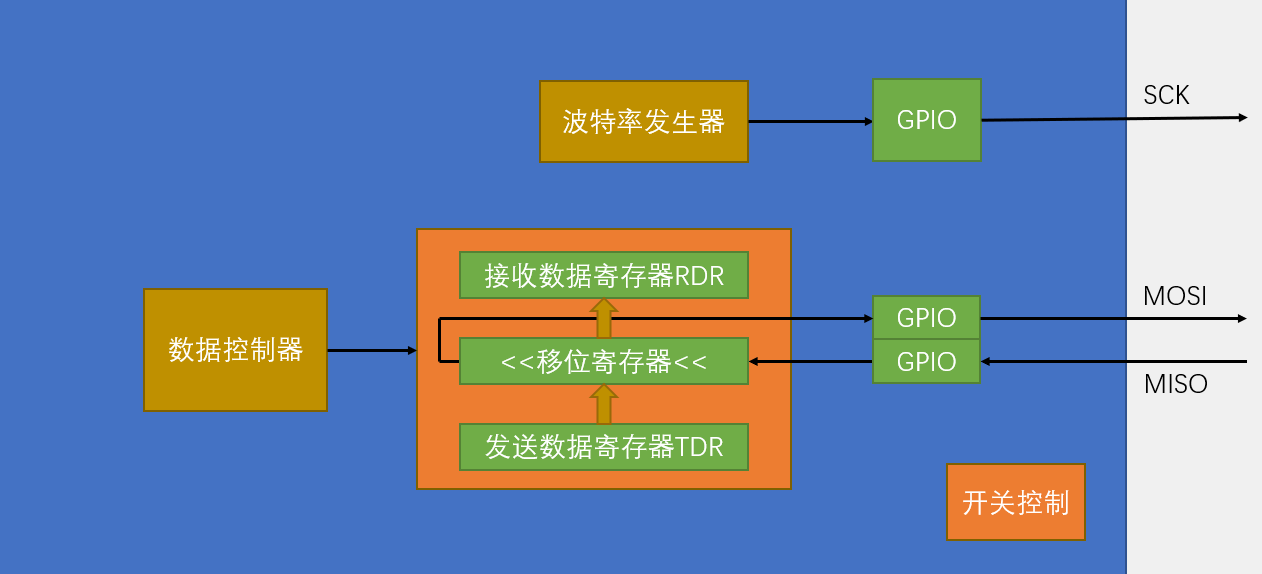 SCK
波特率发生器
GPIO
接收数据寄存器RDR
MOSI
GPIO
数据控制器
<<移位寄存器<<
GPIO
MISO
发送数据寄存器TDR
开关控制